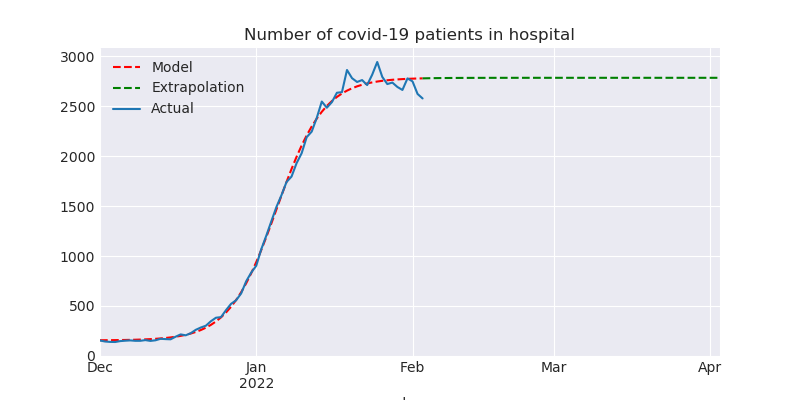 Number of covid-19 patients in hospital
3000
2500
2000
1500
1000
500
0
Model
Extrapolation
Actual
Dec
Jan
2022
Feb
Mar
Apr